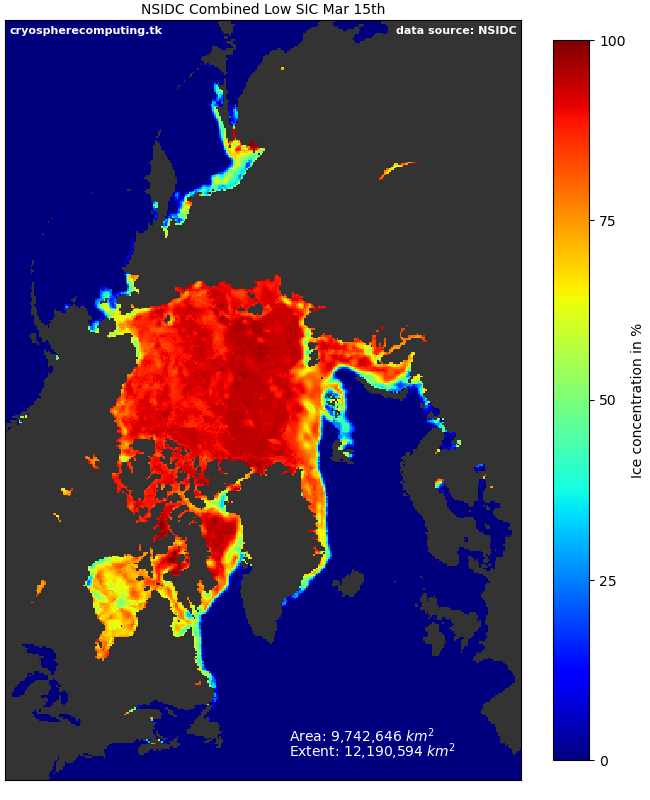 NSIDC Combined Low SIC Mar 15th
cryospherecomputing.tk
data source: NSIDC
100
75
50
25
0
Ice concentration in %
Area: 9,742,646 km²
Extent: 12,190,594 km²